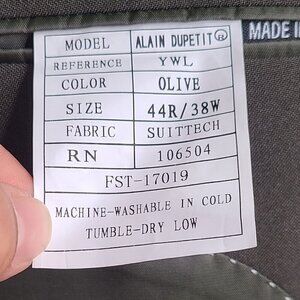 MODEL ALAIN DUPETIT®
REFERENCE YWL
COLOR OLIVE
SIZE 44R/38W
FABRIC SUITTECH
RN 106504
FST-17019
MACHINE-WASHABLE IN COLD
TUMBLE-DRY LOW
MADE I